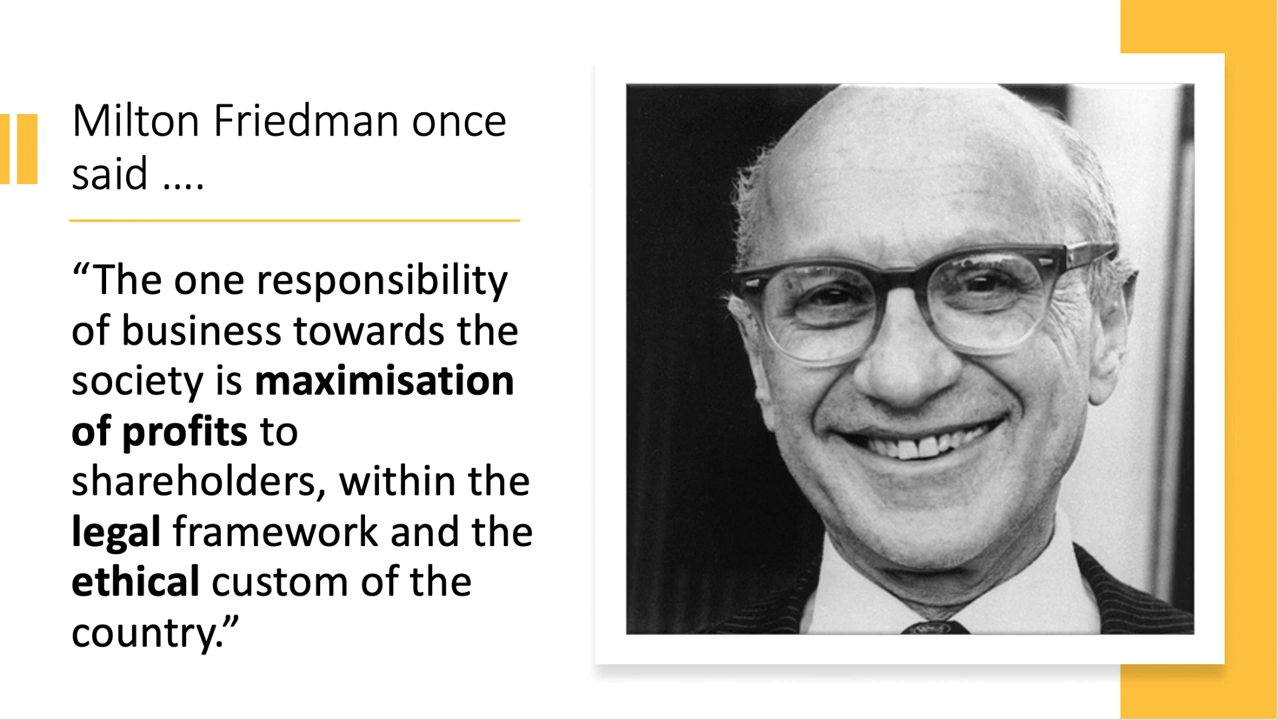 Milton Friedman once
said ....
“The one responsibility
of business towards the
society is maximisation
of profits to
shareholders, within the
legal framework and the
ethical custom of the
country.”